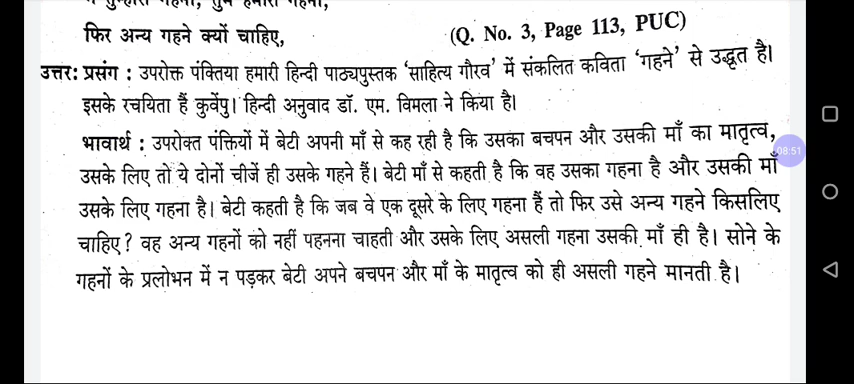 फिर अन्य गहने क्यों चाहिए, (Q. No. 3, Page 113, PUC)
उत्तर: प्रसंग : उपरोक्त पंक्तिया हमारी हिन्दी पाठ्यपुस्तक 'साहित्य गौरव' में संकलित कविता 'गहने' से उद्धृत है।
इसके रचयिता हैं कुवेंपु। हिन्दी अनुवाद डॉ. एम. विमला ने किया है।
भावार्थ : उपरोक्त पंक्तियों में बेटी अपनी माँ से कह रही है कि उसका बचपन और उसकी माँ का मातृत्व,
उसके लिए तो ये दोनों चीजें ही उसके गहने हैं। बेटी माँ से कहती है कि वह उसका गहना है और उसकी माँ
08:51
उसके लिए गहना है। बेटी कहती है कि जब वे एक दूसरे के लिए गहना हैं तो फिर उसे अन्य गहने किसलिए
चाहिए? वह अन्य गहनों को नहीं पहनना चाहती और उसके लिए असली गहना उसकी माँ ही है। सोने के
गहनों के प्रलोभन में न पड़कर बेटी अपने बचपन और माँ के मातृत्व को ही असली गहने मानती है।